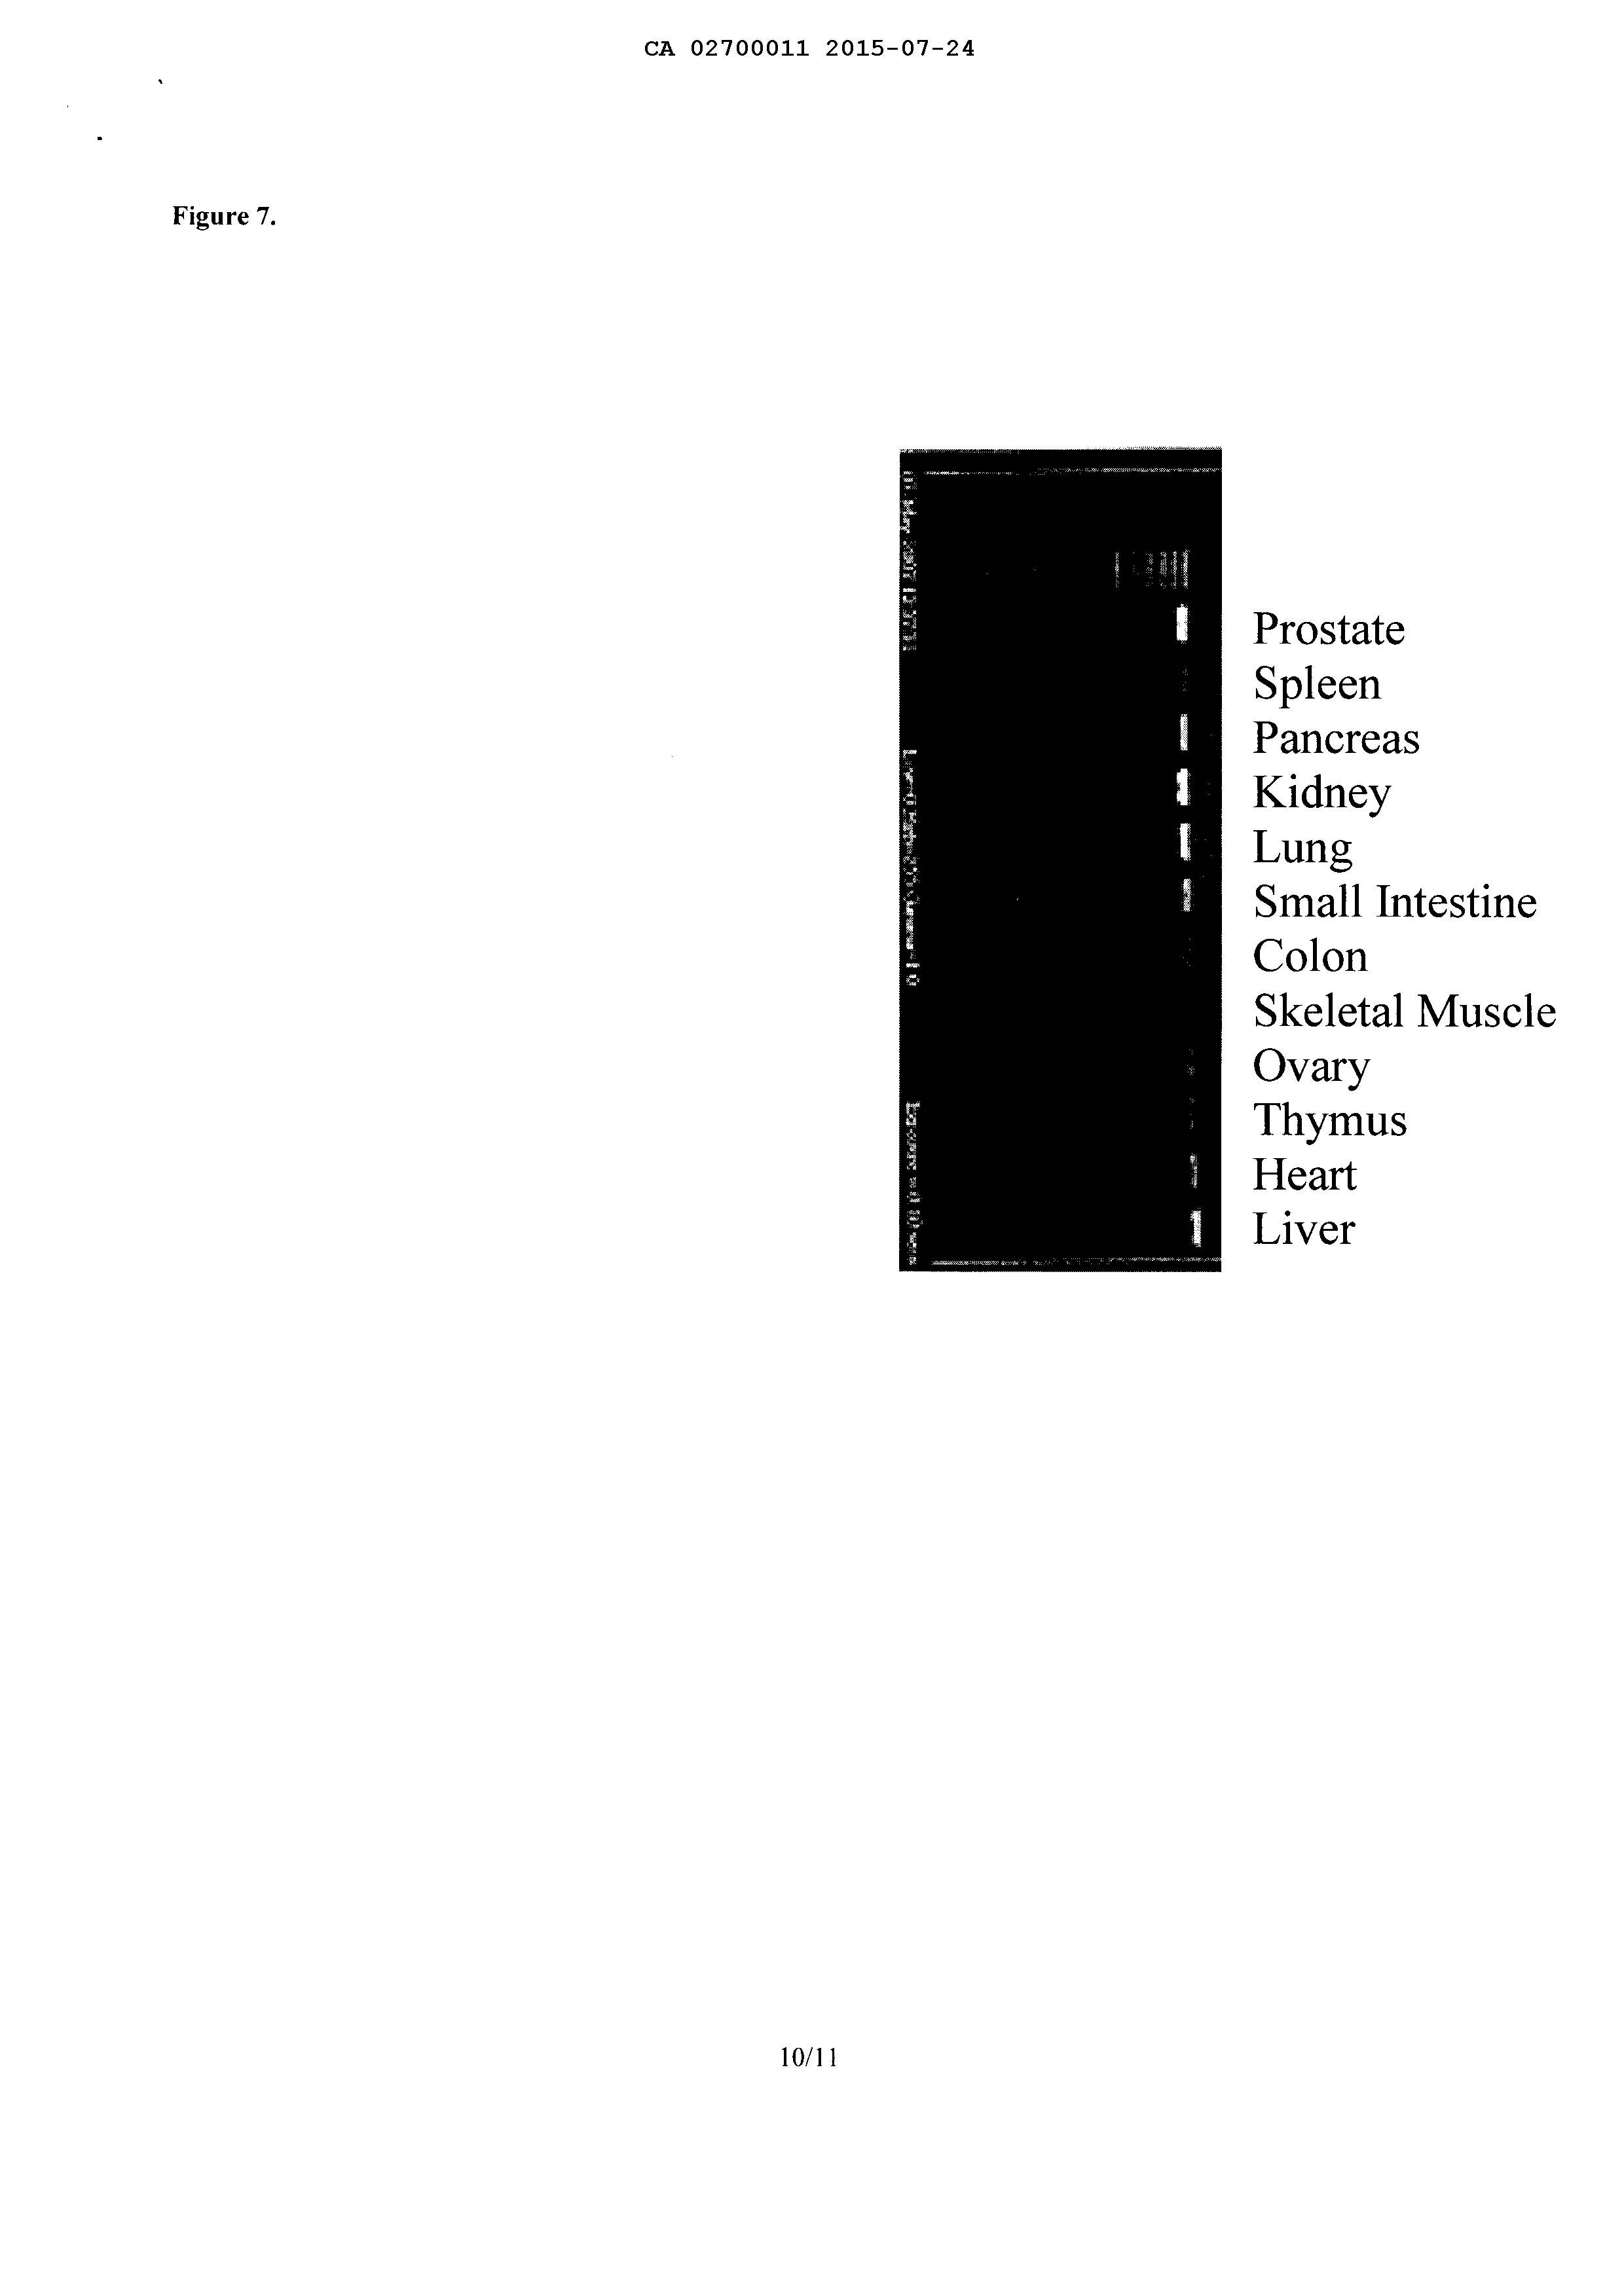 CA 02700011 2015-07-24
Figure 7.
Prostate
Spleen
Pancreas
Kidney
Lung
Small Intestine
Colon
Skeletal Muscle
Ovary
Thymus
Heart
Liver
10/11